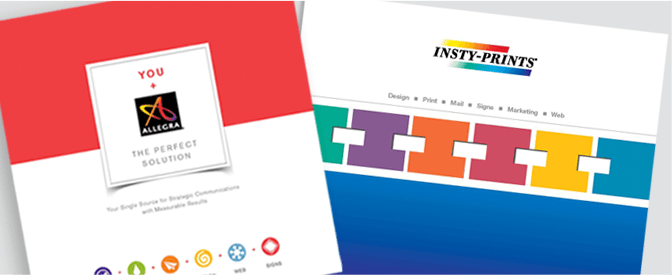 YOU
+
ALLEGRA
THE PERFECT
SOLUTION
Your Single Source for Strategic Communications
with Measurable Results
WEB
SIGNS
INSTY-PRINTS
Design ■ Print ■ Mail ■ Signs ■ Marketing ■ Web